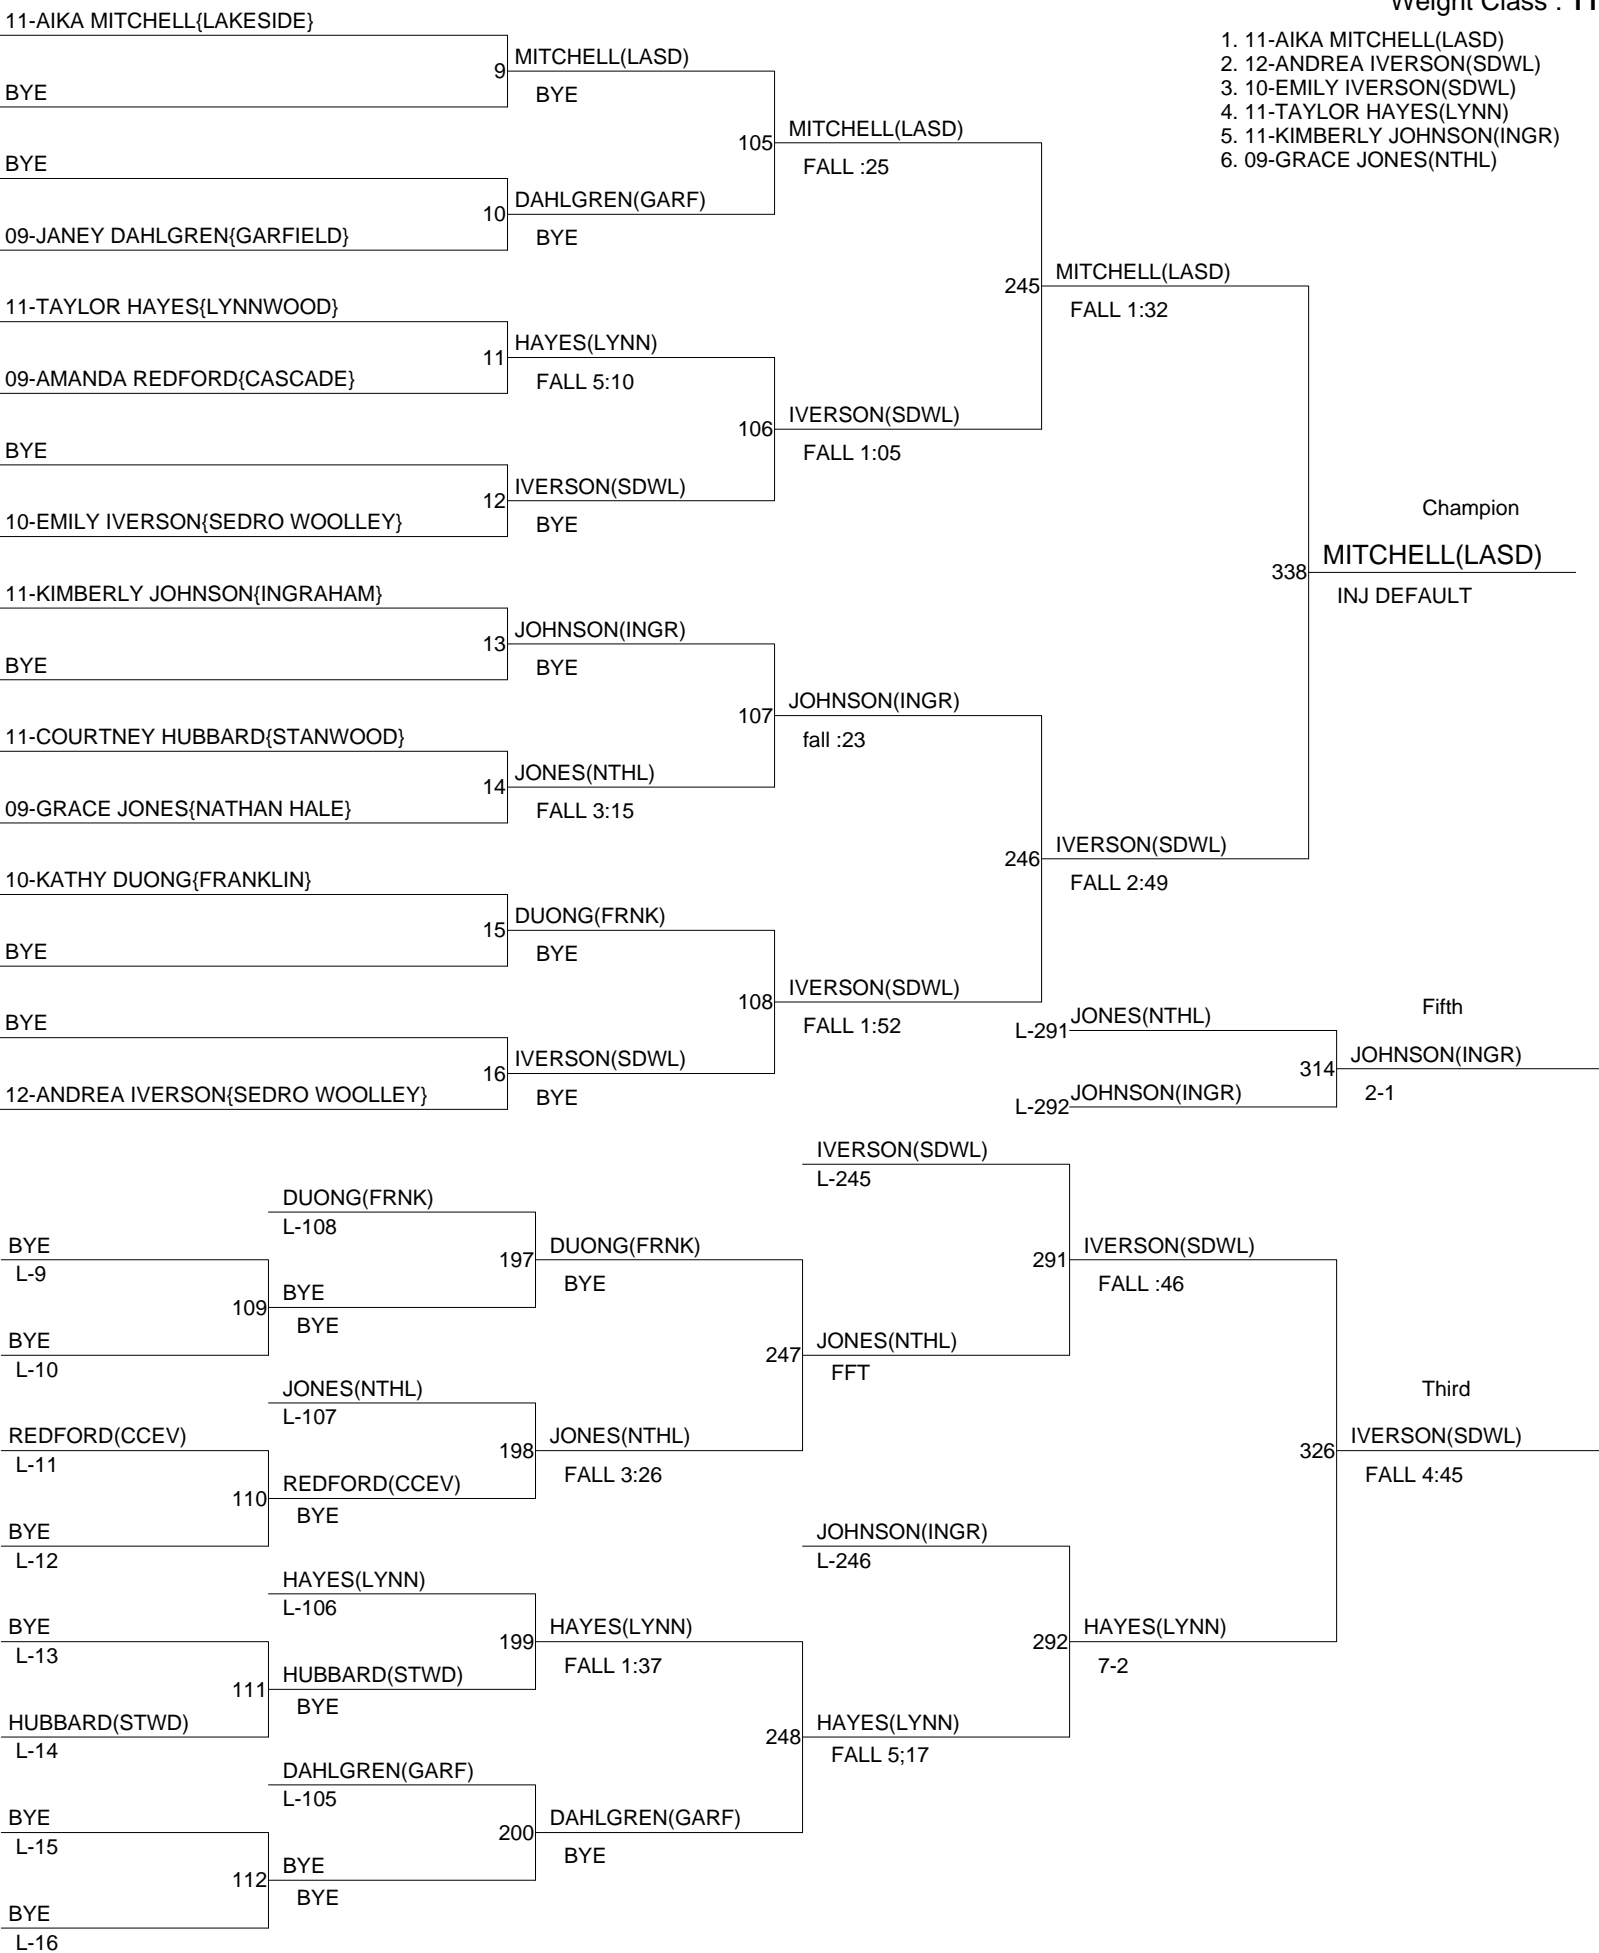 Weight Class : 11
1. 11-AIKA MITCHELL(LASD)
2. 12-ANDREA IVERSON(SDWL)
3. 10-EMILY IVERSON(SDWL)
4. 11-TAYLOR HAYES(LYNN)
5. 11-KIMBERLY JOHNSON(INGR)
6. 09-GRACE JONES(NTHL)
11-AIKA MITCHELL{LAKESIDE}
BYE
BYE
09-JANEY DAHLGREN{GARFIELD}
11-TAYLOR HAYES{LYNNWOOD}
09-AMANDA REDFORD{CASCADE}
BYE
10-EMILY IVERSON{SEDRO WOOLLEY}
11-KIMBERLY JOHNSON{INGRAHAM}
BYE
11-COURTNEY HUBBARD{STANWOOD}
09-GRACE JONES{NATHAN HALE}
10-KATHY DUONG{FRANKLIN}
BYE
BYE
12-ANDREA IVERSON{SEDRO WOOLLEY}
9 MITCHELL(LASD)
BYE
10 DAHLGREN(GARF)
BYE
11 HAYES(LYNN)
FALL 5:10
12 IVERSON(SDWL)
BYE
13 JOHNSON(INGR)
BYE
14 JONES(NTHL)
FALL 3:15
15 DUONG(FRNK)
BYE
16 IVERSON(SDWL)
BYE
105 MITCHELL(LASD)
FALL :25
106 IVERSON(SDWL)
FALL 1:05
107 JOHNSON(INGR)
fall :23
108 IVERSON(SDWL)
FALL 1:52
245 MITCHELL(LASD)
FALL 1:32
246 IVERSON(SDWL)
FALL 2:49
Champion
338 MITCHELL(LASD)
INJ DEFAULT
L-291 JONES(NTHL)
L-292 JOHNSON(INGR)
Fifth
314 JOHNSON(INGR)
2-1
BYE
L-9
BYE
L-10
REDFORD(CCEV)
L-11
BYE
L-12
BYE
L-13
HUBBARD(STWD)
L-14
BYE
L-15
BYE
L-16
DUONG(FRNK)
L-108
109 BYE
BYE
JONES(NTHL)
L-107
110 REDFORD(CCEV)
BYE
HAYES(LYNN)
L-106
111 HUBBARD(STWD)
BYE
DAHLGREN(GARF)
L-105
112 BYE
BYE
197 DUONG(FRNK)
BYE
198 JONES(NTHL)
FALL 3:26
199 HAYES(LYNN)
FALL 1:37
200 DAHLGREN(GARF)
BYE
IVERSON(SDWL)
L-245
247 JONES(NTHL)
FFT
JOHNSON(INGR)
L-246
248 HAYES(LYNN)
FALL 5;17
291 IVERSON(SDWL)
FALL :46
292 HAYES(LYNN)
7-2
Third
326 IVERSON(SDWL)
FALL 4:45